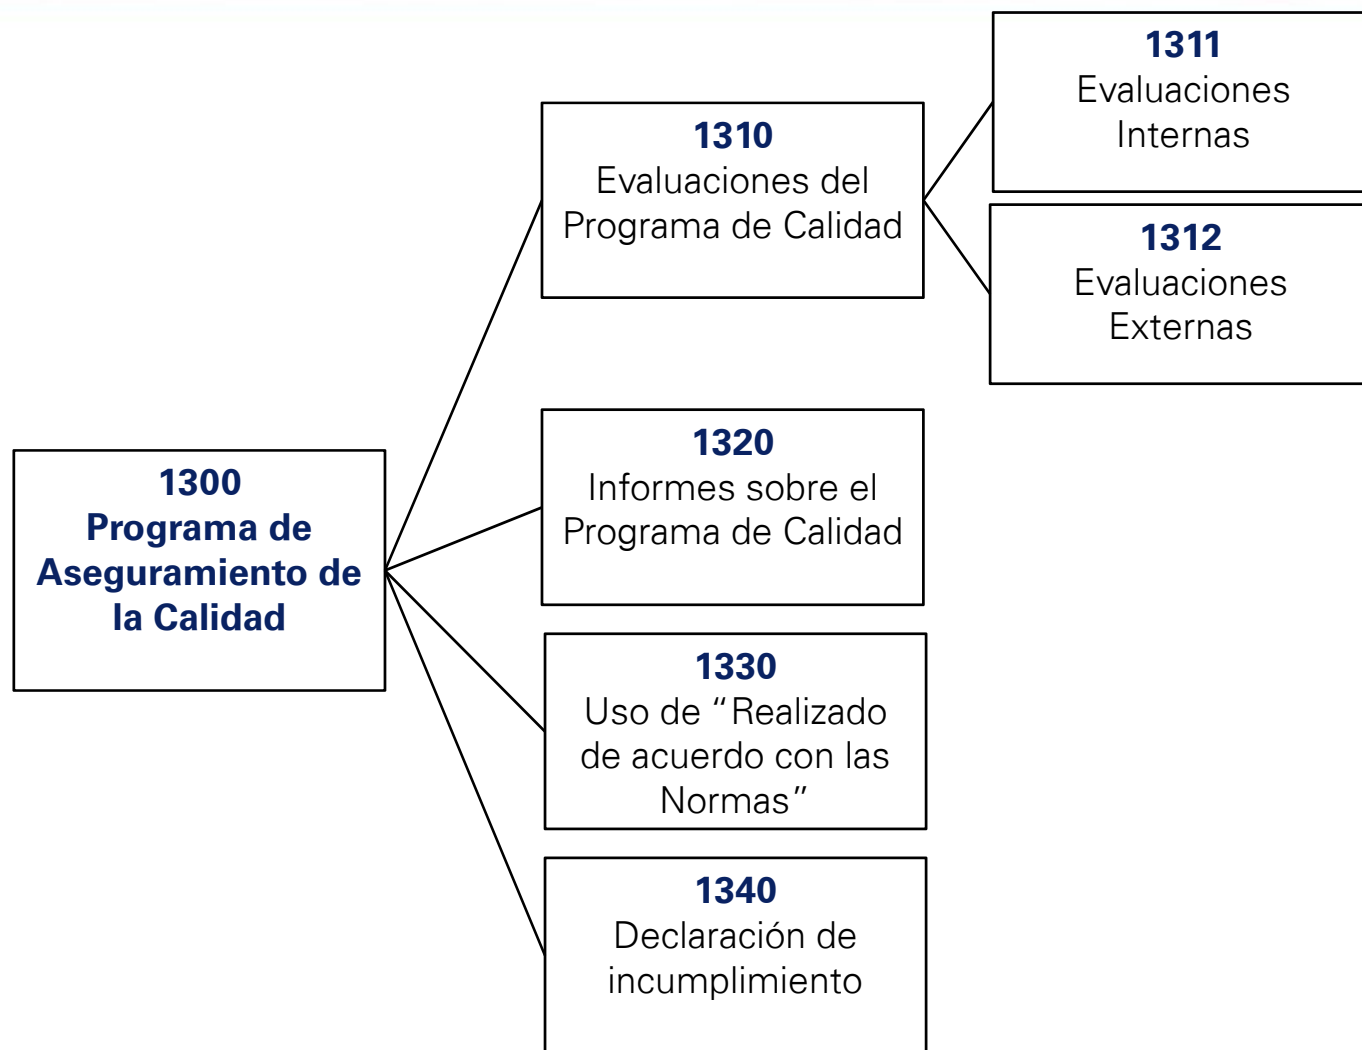 1300
Programa de
Aseguramiento de
la Calidad
1310
Evaluaciones del
Programa de Calidad
1311
Evaluaciones
Internas
1312
Evaluaciones
Externas
1320
Informes sobre el
Programa de Calidad
1330
Uso de “Realizado
de acuerdo con las
Normas”
1340
Declaración de
incumplimiento